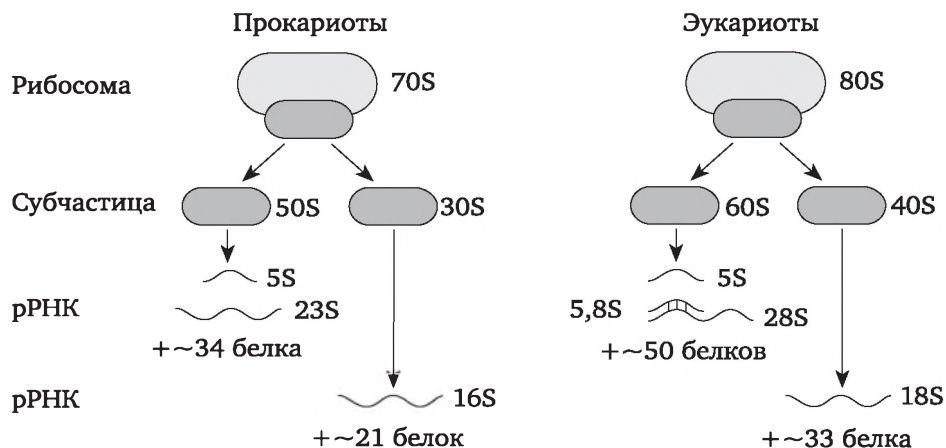 Прокариоты Эукариоты
Рибосома 70S 80S
Субчастица 50S 30S 60S 40S
5S 5S
рРНК 23S 5,8S 28S
+~34 белка +~50 белков
рРНК 16S 18S
+~21 белок +~33 белка